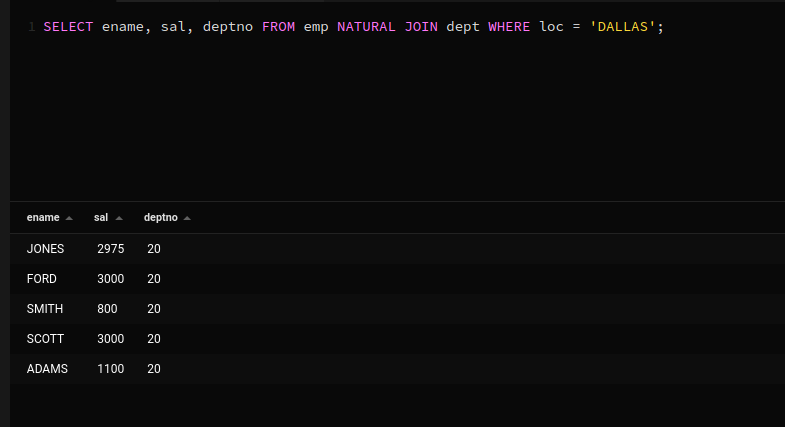 1 SELECT ename, sal, deptno FROM emp NATURAL JOIN dept WHERE loc = 'DALLAS';
ename sal deptno
JONES 2975 20
FORD 3000 20
SMITH 800 20
SCOTT 3000 20
ADAMS 1100 20